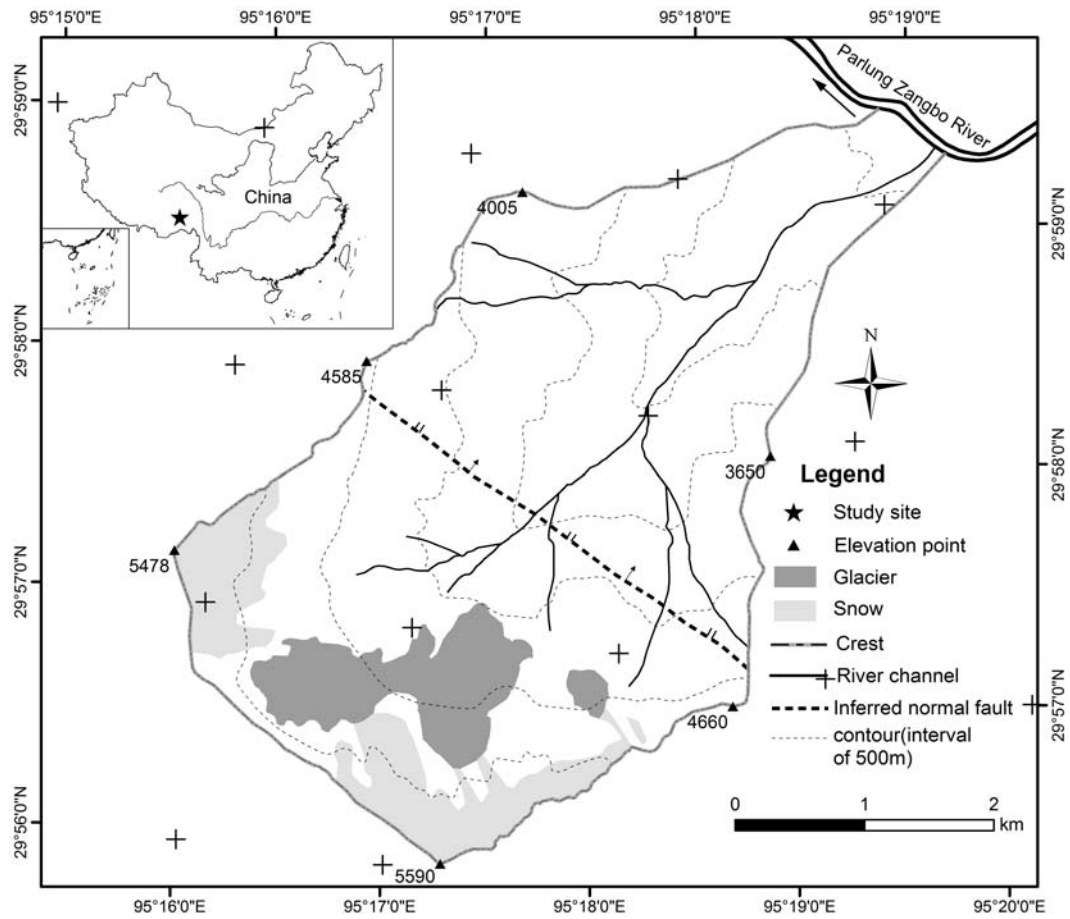 95°15'0"E
95°16'0"E
95°17'0"E
95°18'0"E
95°19'0"E
29°59'0"N
29°58'0"N
29°57'0"N
29°56'0"N
China
Parlung Zangbo River
4005
4585
5478
5590
4660
3650
N
29°59'0"N
29°58'0"N
29°57'0"N
Legend
Study site
Elevation point
Glacier
Snow
Crest
River channel
Inferred normal fault
contour(interval
of 500m)
0 1 2
km
95°16'0"E
95°17'0"E
95°18'0"E
95°19'0"E
95°20'0"E